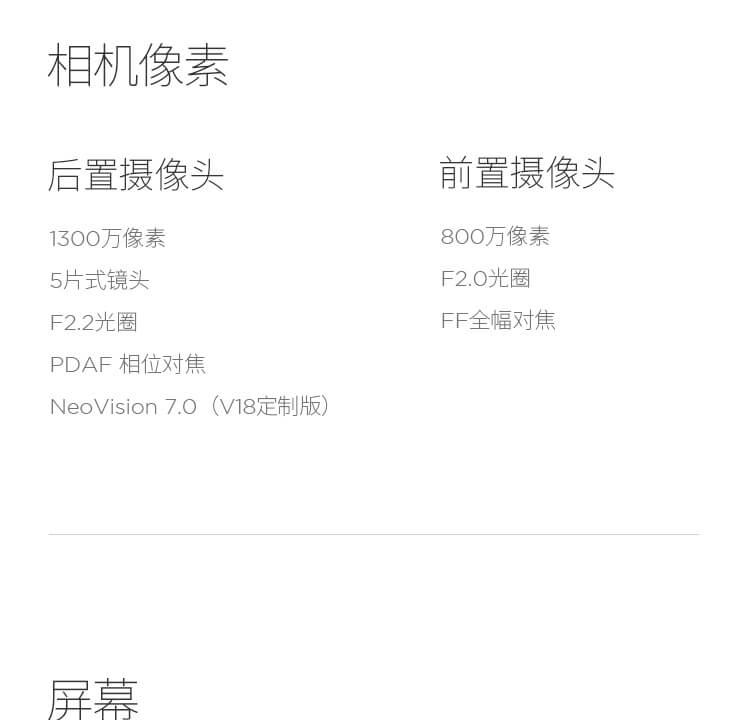 相机像素
后置摄像头
1300万像素
5片式镜头
F2.2光圈
PDAF 相位对焦
NeoVision 7.0（V18定制版）
前置摄像头
800万像素
F2.0光圈
FF全幅对焦
屏幕